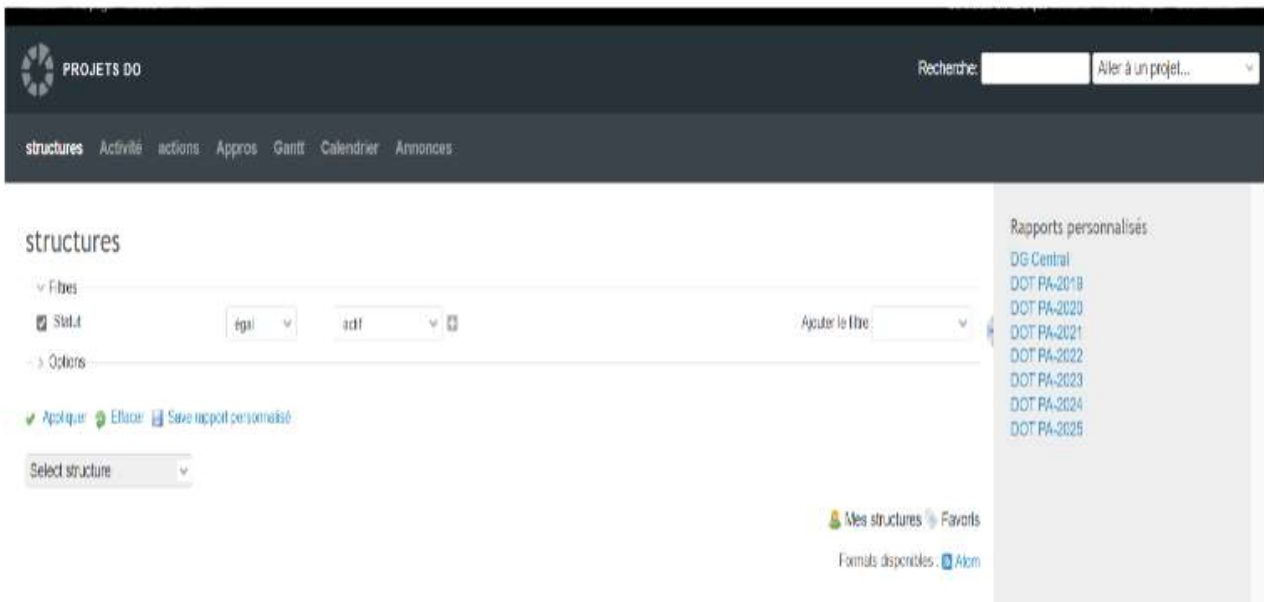 PROJETS DO
Recherche: Aller à un projet...
structures Activité actions Appros Gantt Calendrier Annonces
structures
Filtres
Statut égal actif Ajouter le filtre
Options
Appliquer Effacer Save rapport personnalisé
Select structure
Mes structures Favoris
Formats disponibles : Atom
Rapports personnalisés
DG Central
DOT PA-2019
DOT PA-2020
DOT PA-2021
DOT PA-2022
DOT PA-2023
DOT PA-2024
DOT PA-2025